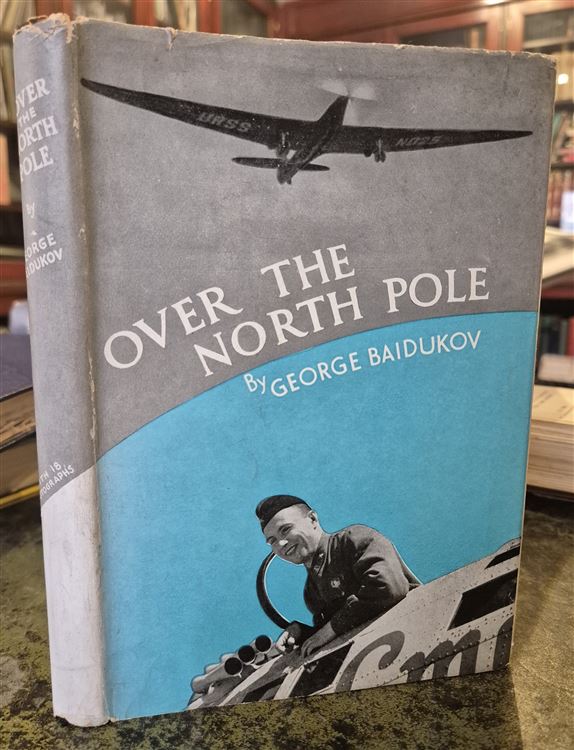 OVER
THE
NORTH
POLE
By
GEORGE
BAIDUKOV
WITH 18
PHOTOGRAPHS
URSS
N025
OVER THE
NORTH POLE
By GEORGE BAIDUKOV
Cma